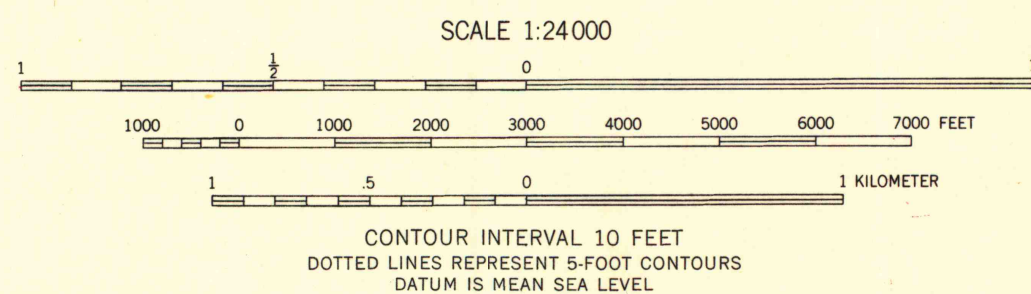 SCALE 1:24000
1 ½ 0 1
1000 0 1000 2000 3000 4000 5000 6000 7000 FEET
1 .5 0 1 KILOMETER
CONTOUR INTERVAL 10 FEET
DOTTED LINES REPRESENT 5-FOOT CONTOURS
DATUM IS MEAN SEA LEVEL